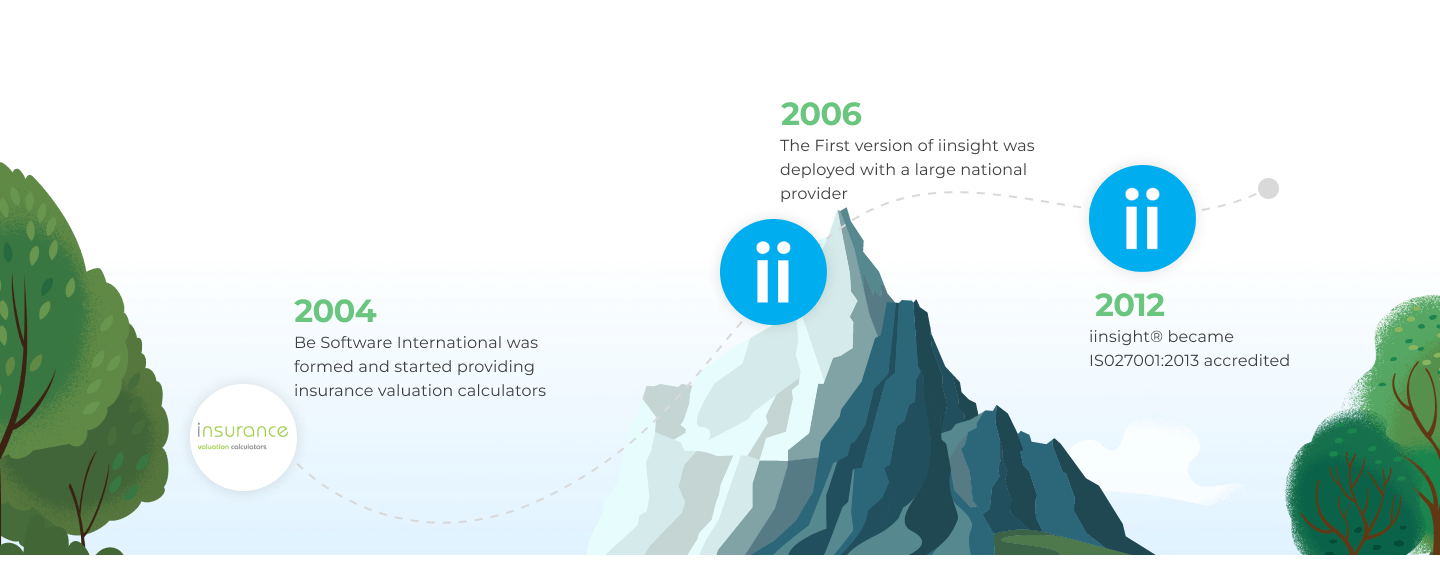 2006
The First version of iinsight was
deployed with a large national
provider
ii
ii
2004
Be Software International was
formed and started providing
insurance valuation calculators
2012
iinsight® became
IS027001:2013 accredited
insurance
valuation calculators